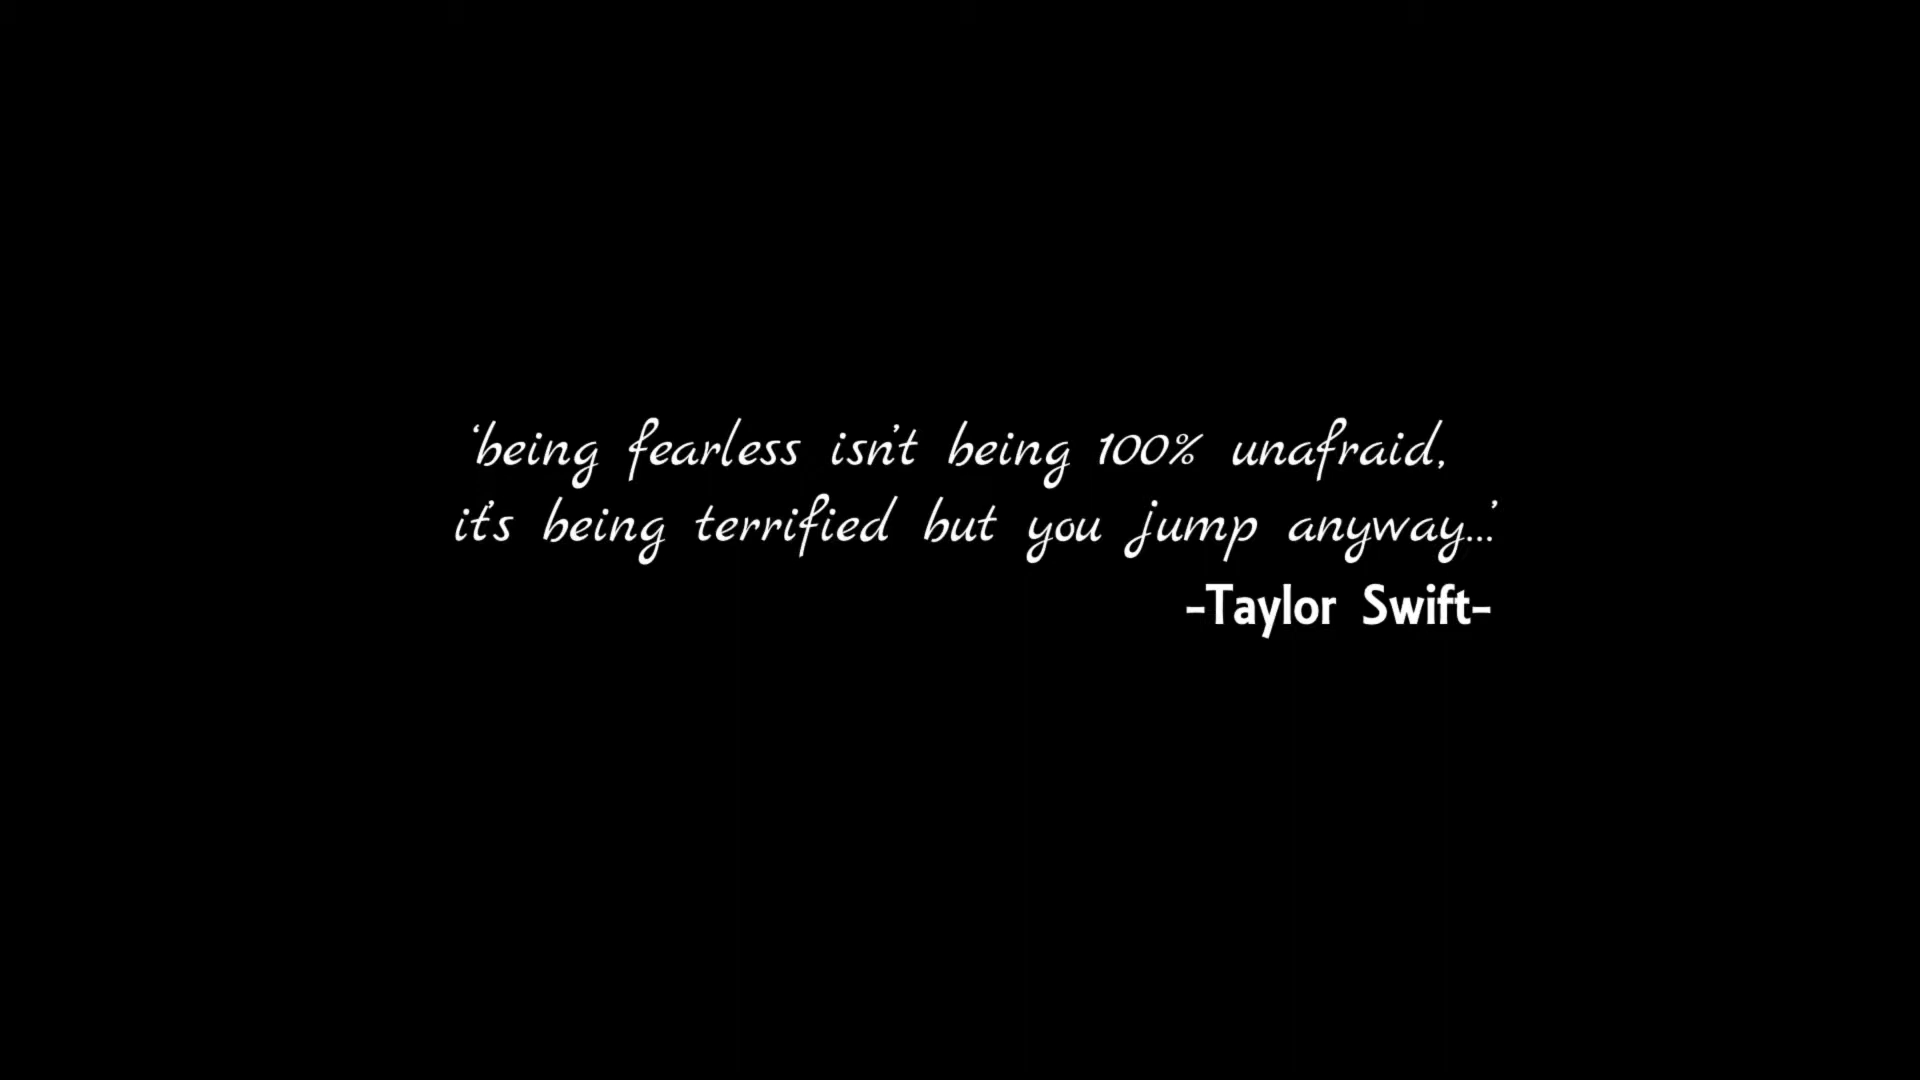 ‘being fearless isn't being 100% unafraid,
it's being terrified but you jump anyway...’
-Taylor Swift-